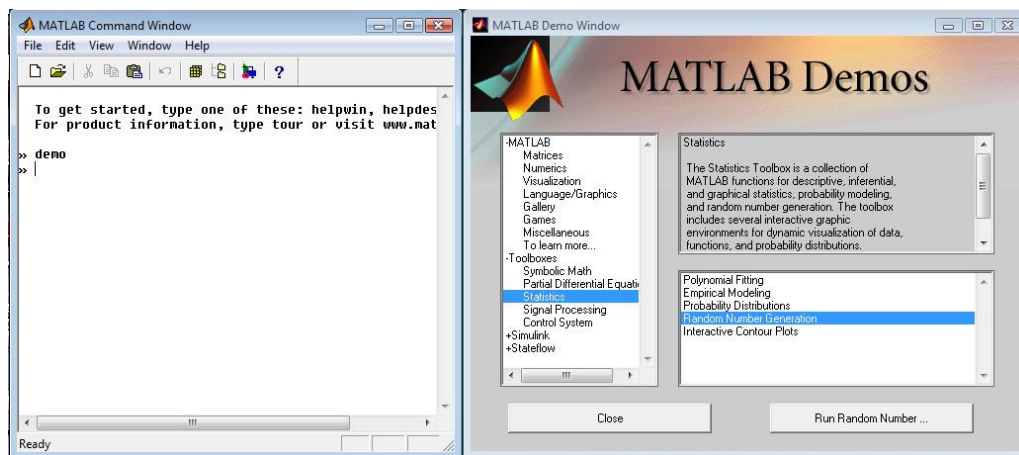 MATLAB Command Window
File Edit View Window Help
To get started, type one of these: helpwin, helpdes
For product information, type tour or visit www.mat
» demo
»
Ready
MATLAB Demo Window
MATLAB Demos
-MATLAB
Matrices
Numerics
Visualization
Language/Graphics
Gallery
Games
Miscellaneous
To learn more...
-Toolboxes
Symbolic Math
Partial Differential Equati
Statistics
Signal Processing
Control System
+Simulink
+Stateflow
Statistics
The Statistics Toolbox is a collection of
MATLAB functions for descriptive, inferential,
and graphical statistics, probability modeling,
and random number generation. The toolbox
includes several interactive graphic
environments for dynamic visualization of data,
functions, and probability distributions.
Polynomial Fitting
Empirical Modeling
Probability Distributions
Random Number Generation
Interactive Contour Plots
Close
Run Random Number ...